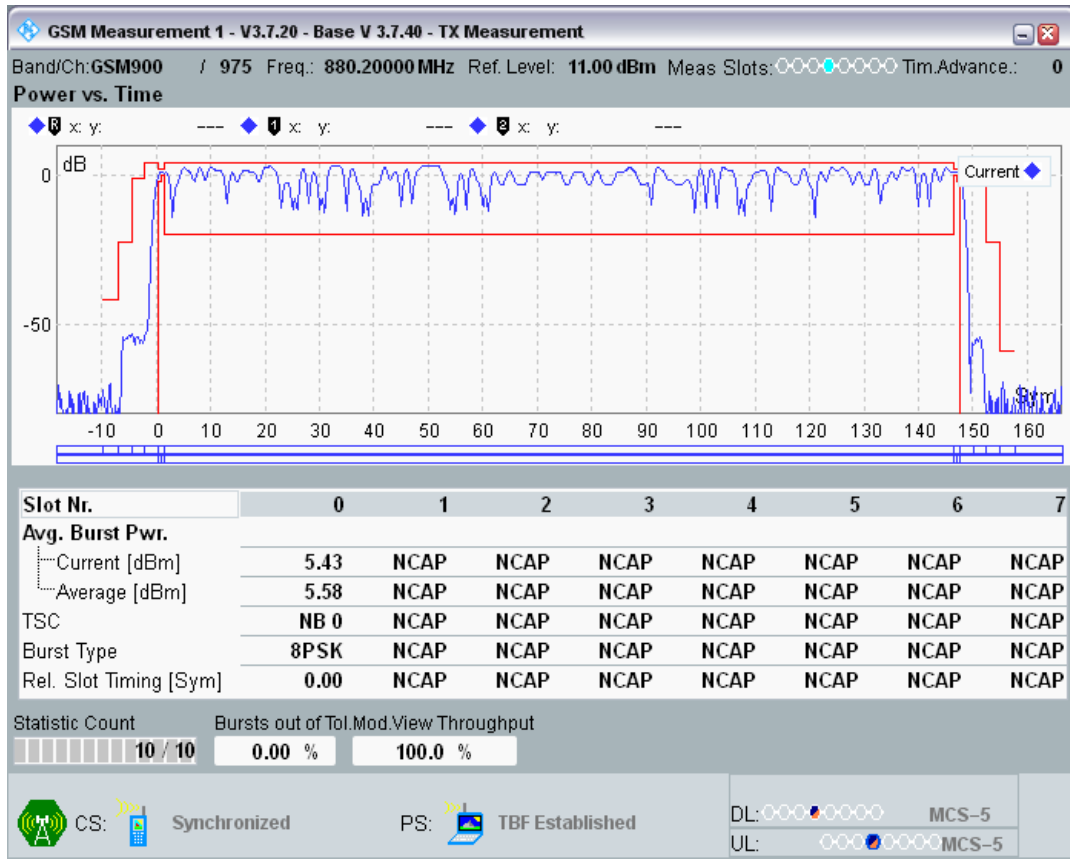 GSM Measurement 1 - V3.7.20 - Base V 3.7.40 - TX Measurement
Band/Ch:GSM900 / 975 Freq.: 880.20000 MHz Ref. Level: 11.00 dBm Meas Slots: Tim.Advance.: 0
Power vs. Time
R x: y: --- 1 x: y: --- 2 x: y: ---
dB
Current
0
-50
Sym
-10 0 10 20 30 40 50 60 70 80 90 100 110 120 130 140 150 160
Slot Nr. 0 1 2 3 4 5 6 7
Avg. Burst Pwr.
Current [dBm] 5.43 NCAP NCAP NCAP NCAP NCAP NCAP NCAP
Average [dBm] 5.58 NCAP NCAP NCAP NCAP NCAP NCAP NCAP
TSC NB 0 NCAP NCAP NCAP NCAP NCAP NCAP NCAP
Burst Type 8PSK NCAP NCAP NCAP NCAP NCAP NCAP NCAP
Rel. Slot Timing [Sym] 0.00 NCAP NCAP NCAP NCAP NCAP NCAP NCAP
Statistic Count Bursts out of Tol.Mod.View Throughput
10 / 10 0.00 % 100.0 %
CS: Synchronized PS: TBF Established DL: MCS-5
UL: MCS-5